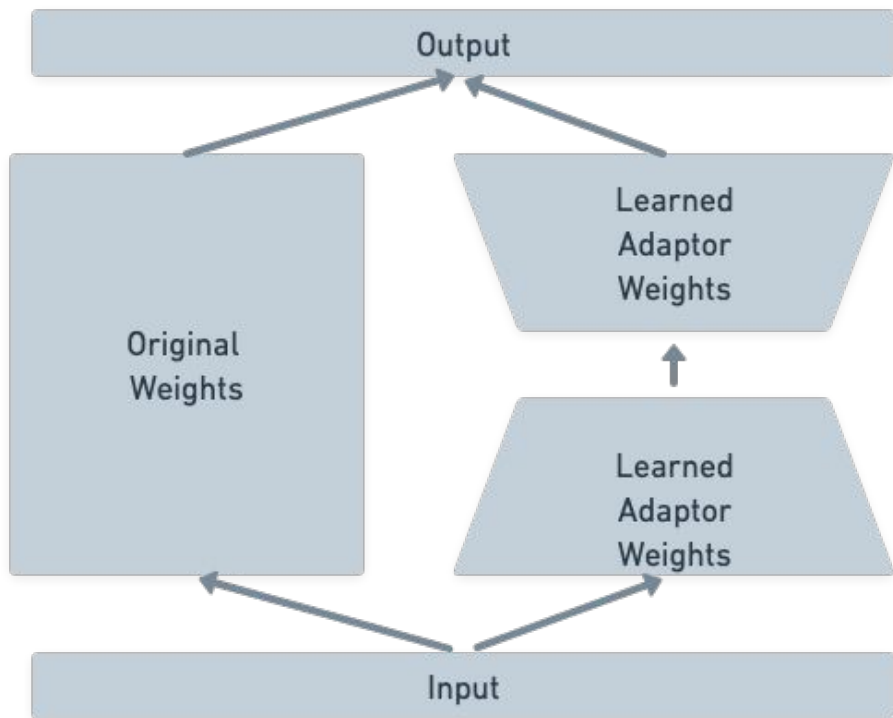 Output
Original
Weights
Learned
Adaptor
Weights
Learned
Adaptor
Weights
Input